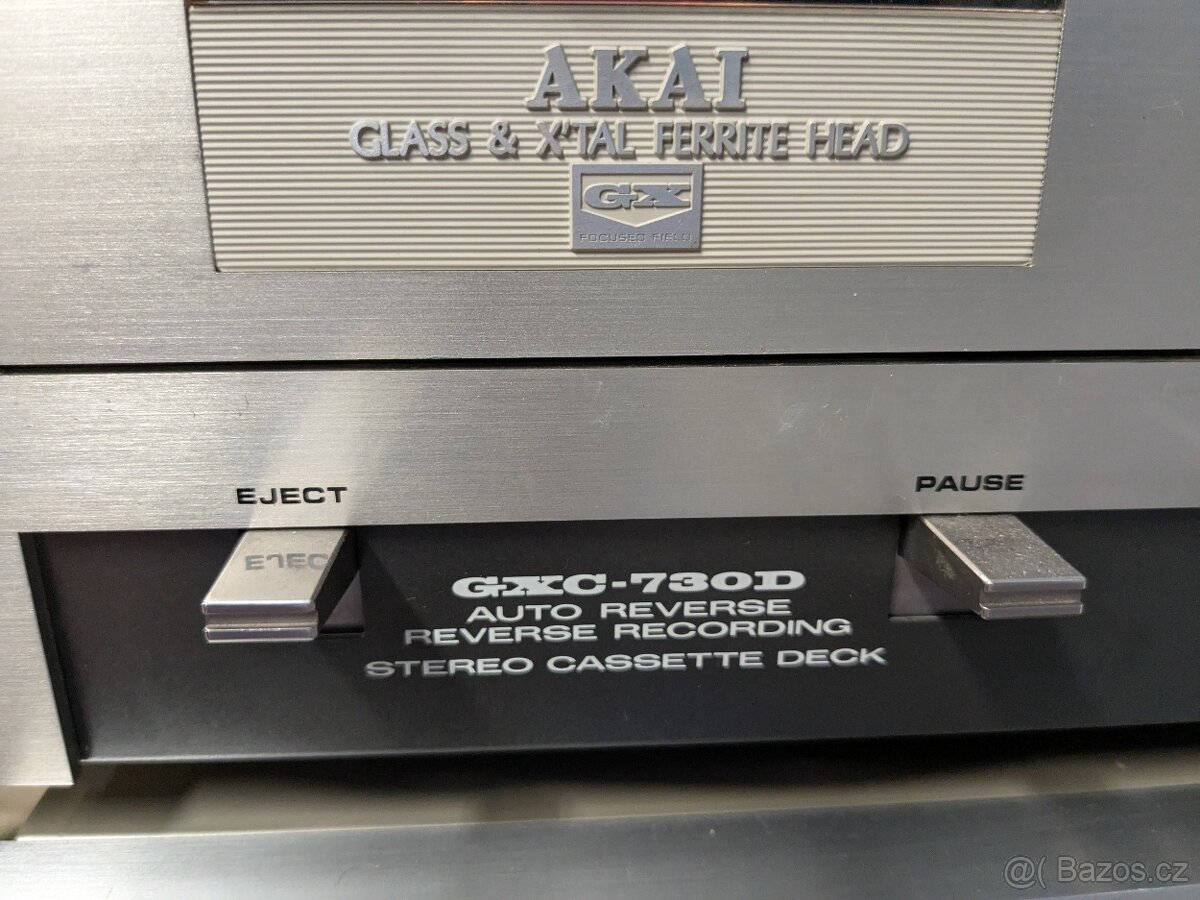 AKAI
GLASS & X'TAL FERRITE HEAD
GX
FOCUSED FIELD
EJECT
PAUSE
GXC-730D
AUTO REVERSE
REVERSE RECORDING
STEREO CASSETTE DECK
@( Bazos.cz